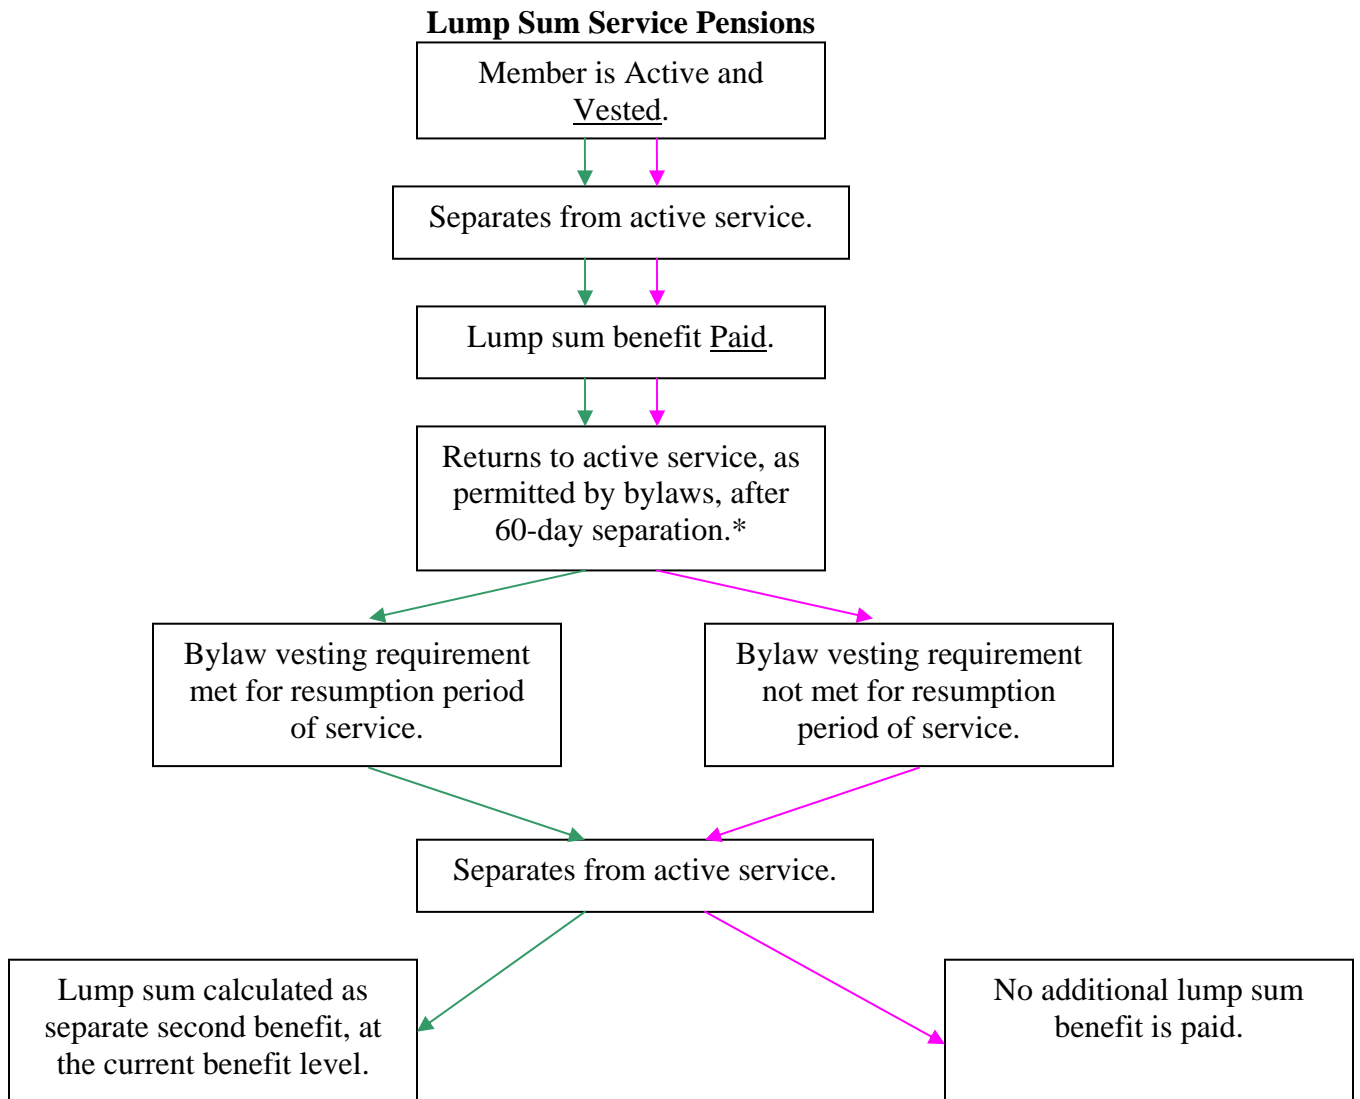 Lump Sum Service Pensions
Member is Active and
Vested.
Separates from active service.
Lump sum benefit Paid.
Returns to active service, as
permitted by bylaws, after
60-day separation.*
Bylaw vesting requirement
met for resumption period
of service.
Bylaw vesting requirement
not met for resumption
period of service.
Separates from active service.
Lump sum calculated as
separate second benefit, at
the current benefit level.
No additional lump sum
benefit is paid.